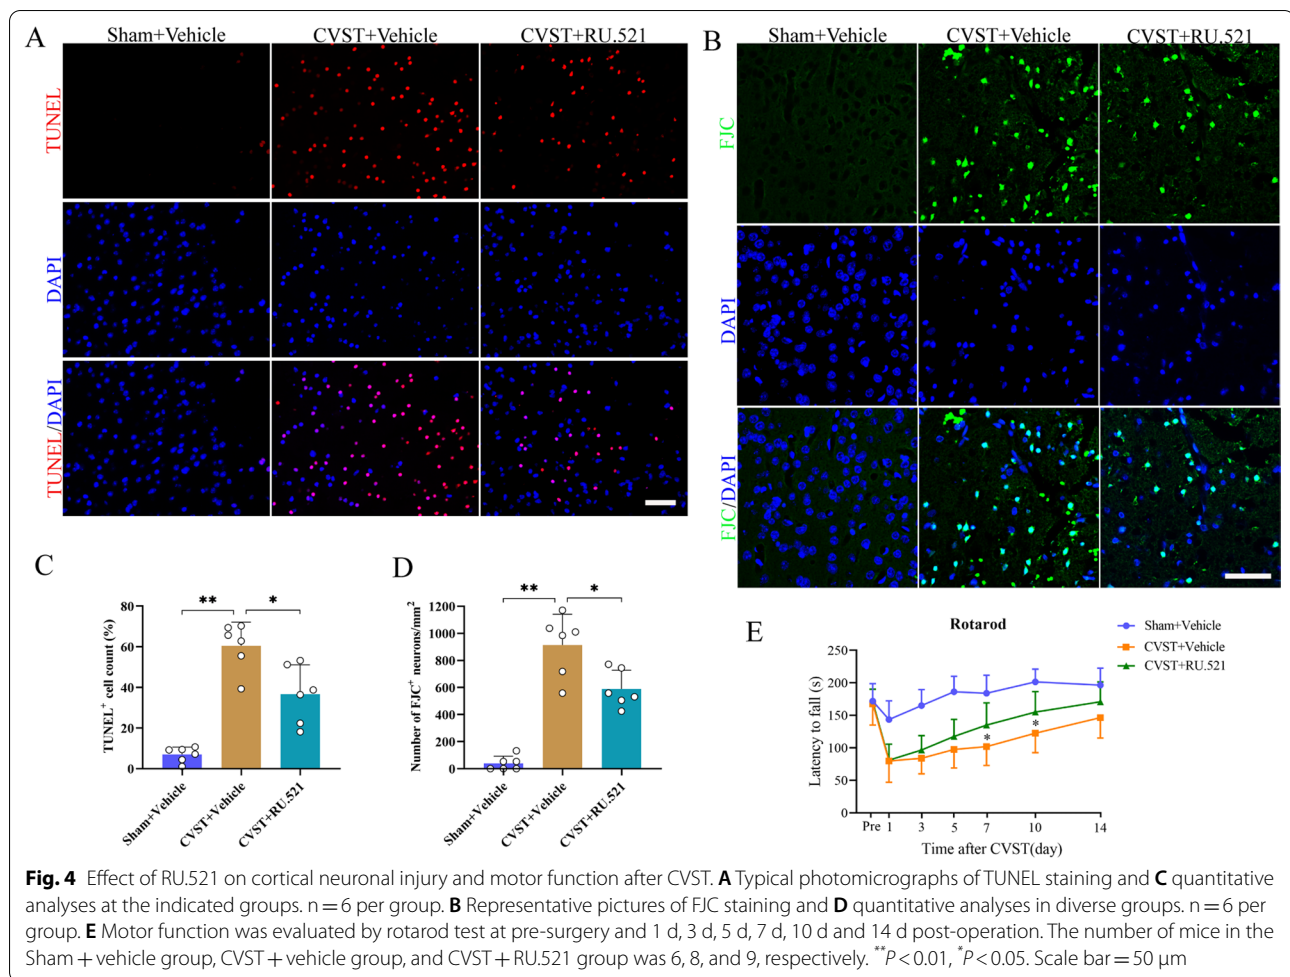 A
Sham+Vehicle CVST+Vehicle CVST+RU.521
TUNEL
DAPI
TUNEL/DAPI
B
Sham+Vehicle CVST+Vehicle CVST+RU.521
FJC
DAPI
FJC/DAPI
C
** *
TUNEL⁺ cell count (%)
80
60
40
20
0
Sham+Vehicle
CVST+Vehicle
CVST+RU.521
D
** *
Number of FJC⁺ neurons/mm²
1200
1000
800
600
400
200
0
Sham+Vehicle
CVST+Vehicle
CVST+RU.521
E
Rotarod
Sham+Vehicle
CVST+Vehicle
CVST+RU.521
Latency to fall (s)
250
200
150
100
50
0
* *
Pre 1 3 5 7 10 14
Time after CVST(day)
Fig. 4 Effect of RU.521 on cortical neuronal injury and motor function after CVST. A Typical photomicrographs of TUNEL staining and C quantitative
analyses at the indicated groups. n = 6 per group. B Representative pictures of FJC staining and D quantitative analyses in diverse groups. n = 6 per
group. E Motor function was evaluated by rotarod test at pre-surgery and 1 d, 3 d, 5 d, 7 d, 10 d and 14 d post-operation. The number of mice in the
Sham + vehicle group, CVST + vehicle group, and CVST + RU.521 group was 6, 8, and 9, respectively. **P < 0.01, *P < 0.05. Scale bar = 50 μm